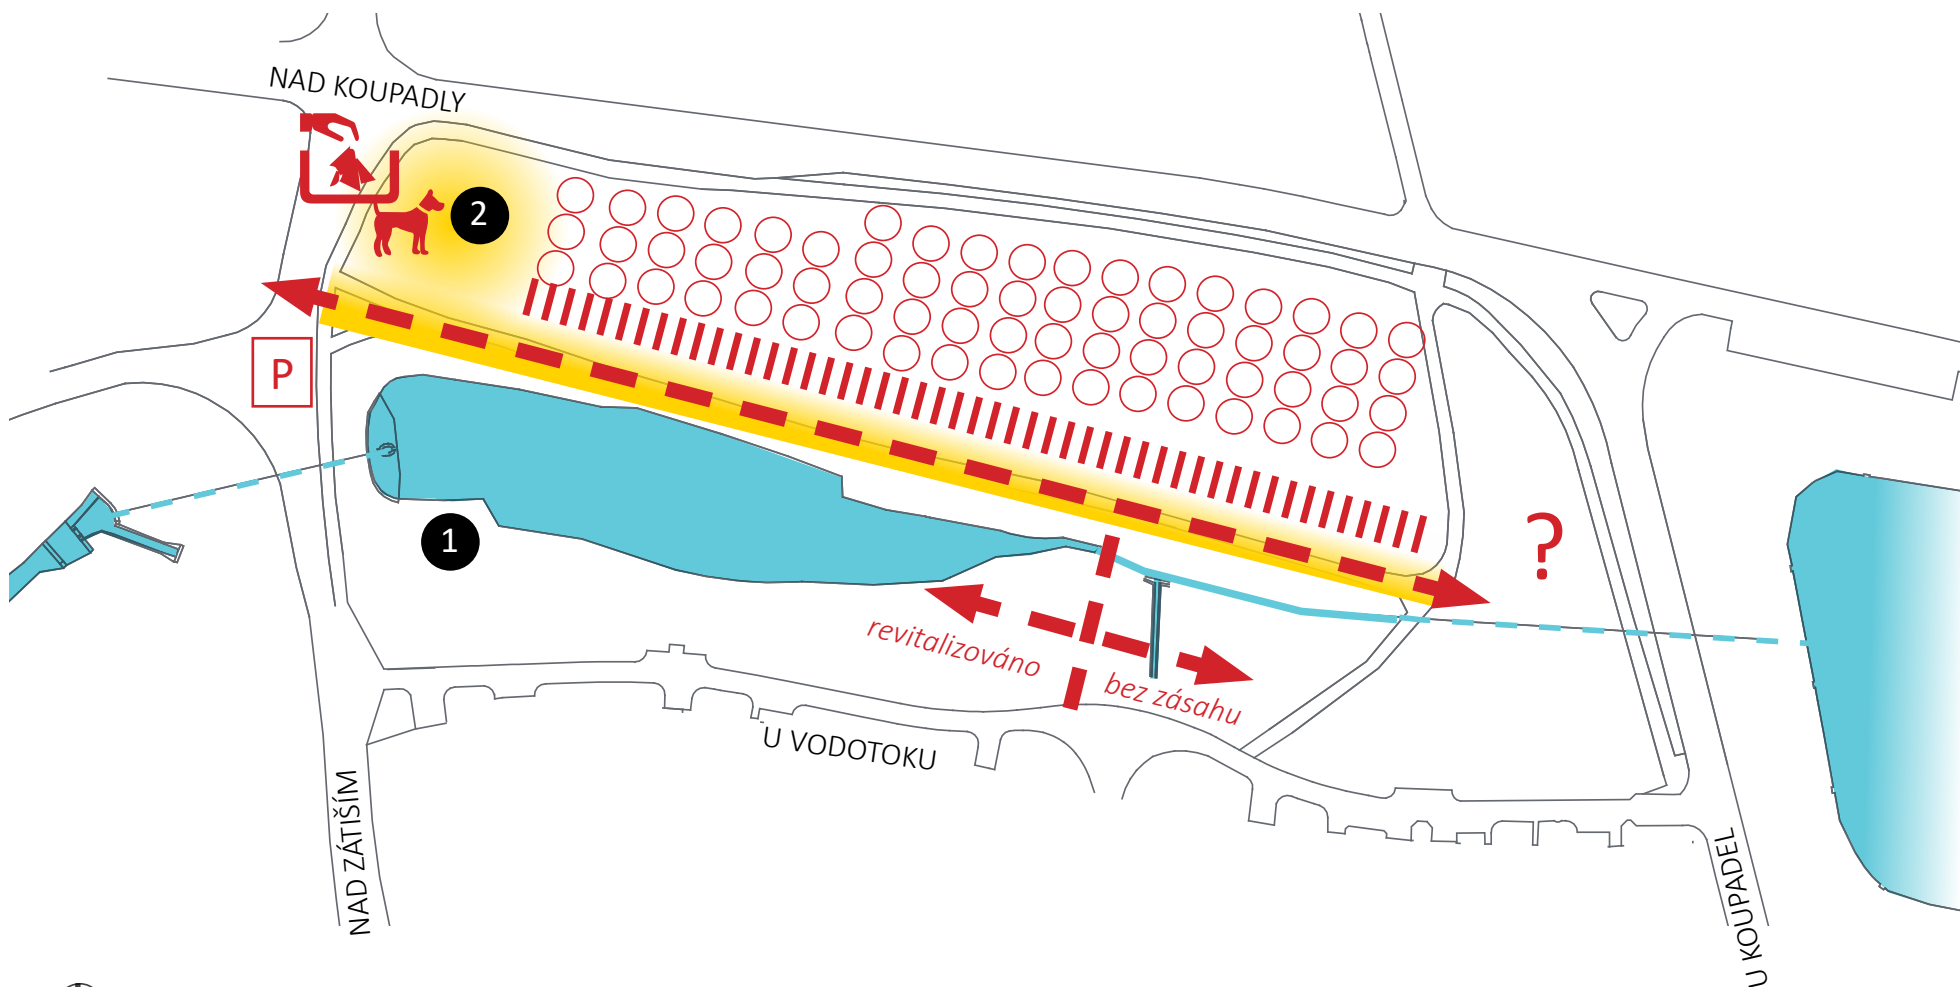 NAD KOUPADLY
2
P
1
?
revitalizováno
bez zásahu
U VODOTOKU
NAD ZÁTIŠÍM
U KOUPADEL